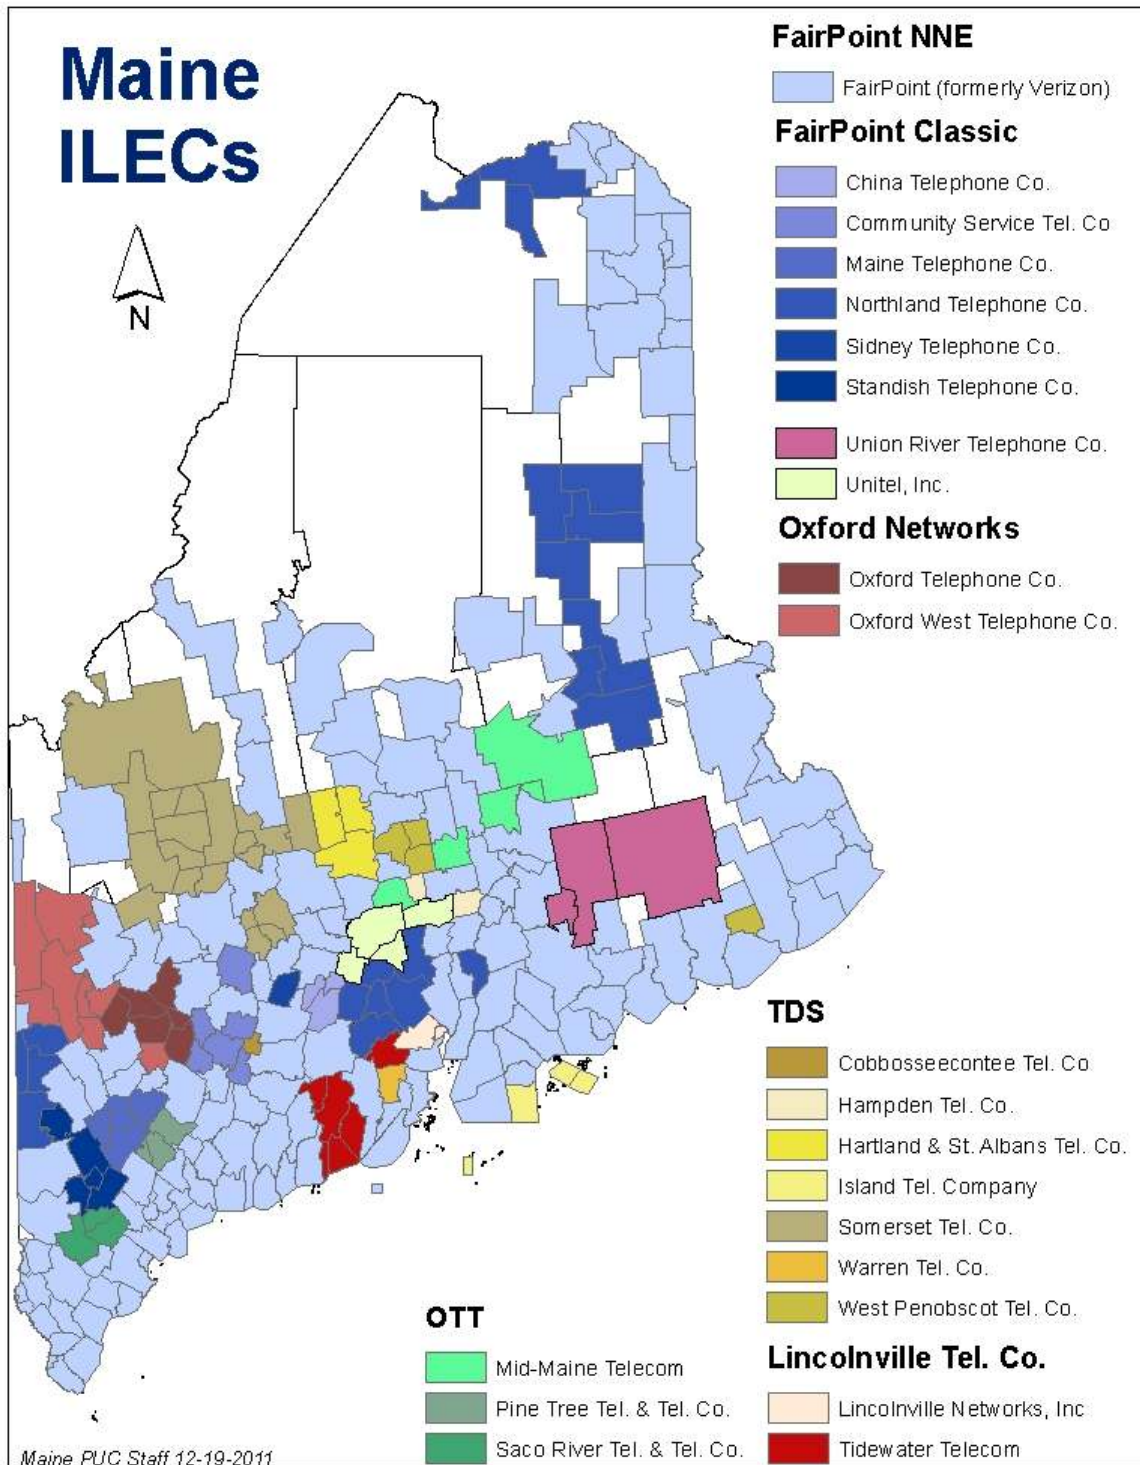 Maine
ILECs
N
FairPoint NNE
FairPoint (formerly Verizon)
FairPoint Classic
China Telephone Co.
Community Service Tel. Co
Maine Telephone Co.
Northland Telephone Co.
Sidney Telephone Co.
Standish Telephone Co.
Union River Telephone Co.
Unitel, Inc.
Oxford Networks
Oxford Telephone Co.
Oxford West Telephone Co.
TDS
Cobbosseecontee Tel. Co
Hampden Tel. Co.
Hartland & St. Albans Tel. Co.
Island Tel. Company
Somerset Tel. Co.
Warren Tel. Co.
West Penobscot Tel. Co.
OTT
Mid-Maine Telecom
Pine Tree Tel. & Tel. Co.
Saco River Tel. & Tel. Co.
Lincolnville Tel. Co.
Lincolnville Networks, Inc
Tidewater Telecom
Maine PUC Staff 12-19-2011